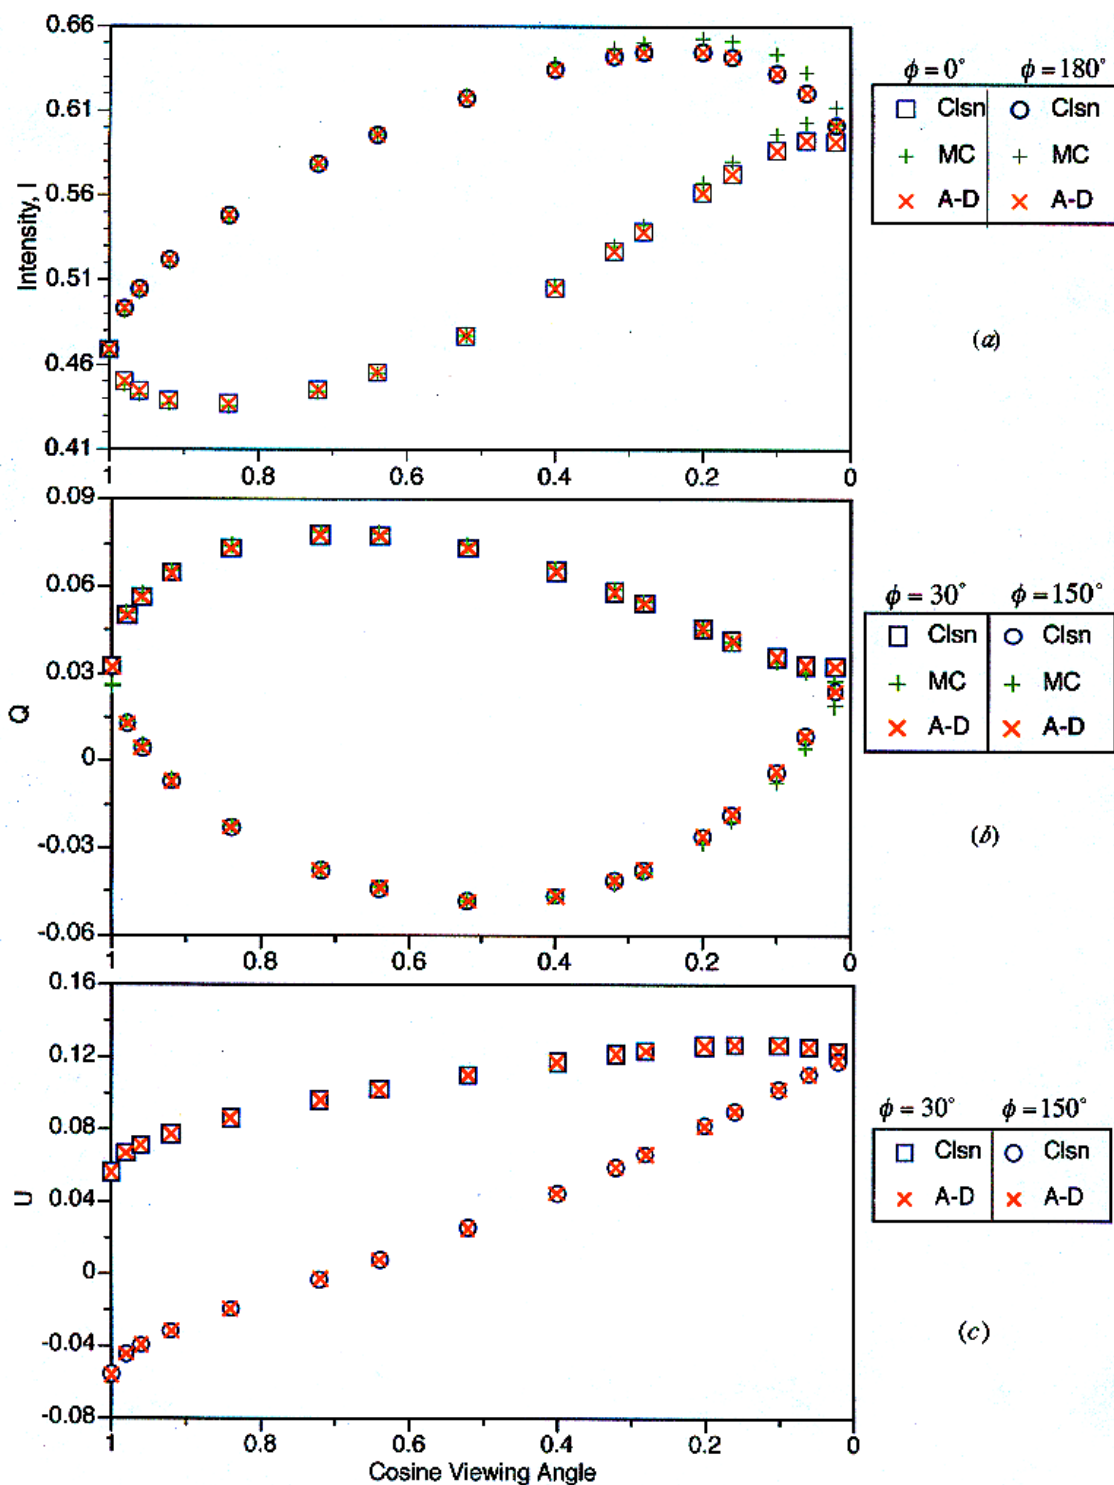 0.66
0.61
0.56
0.51
0.46
0.41
Intensity, I
1 0.8 0.6 0.4 0.2 0
ϕ = 0° ϕ = 180°
Clsn Clsn
MC MC
A-D A-D
(a)
0.09
0.06
0.03
0
-0.03
-0.06
Q
1 0.8 0.6 0.4 0.2 0
ϕ = 30° ϕ = 150°
Clsn Clsn
MC MC
A-D A-D
(b)
0.16
0.12
0.08
0.04
0
-0.04
-0.08
U
1 0.8 0.6 0.4 0.2 0
Cosine Viewing Angle
ϕ = 30° ϕ = 150°
Clsn Clsn
A-D A-D
(c)